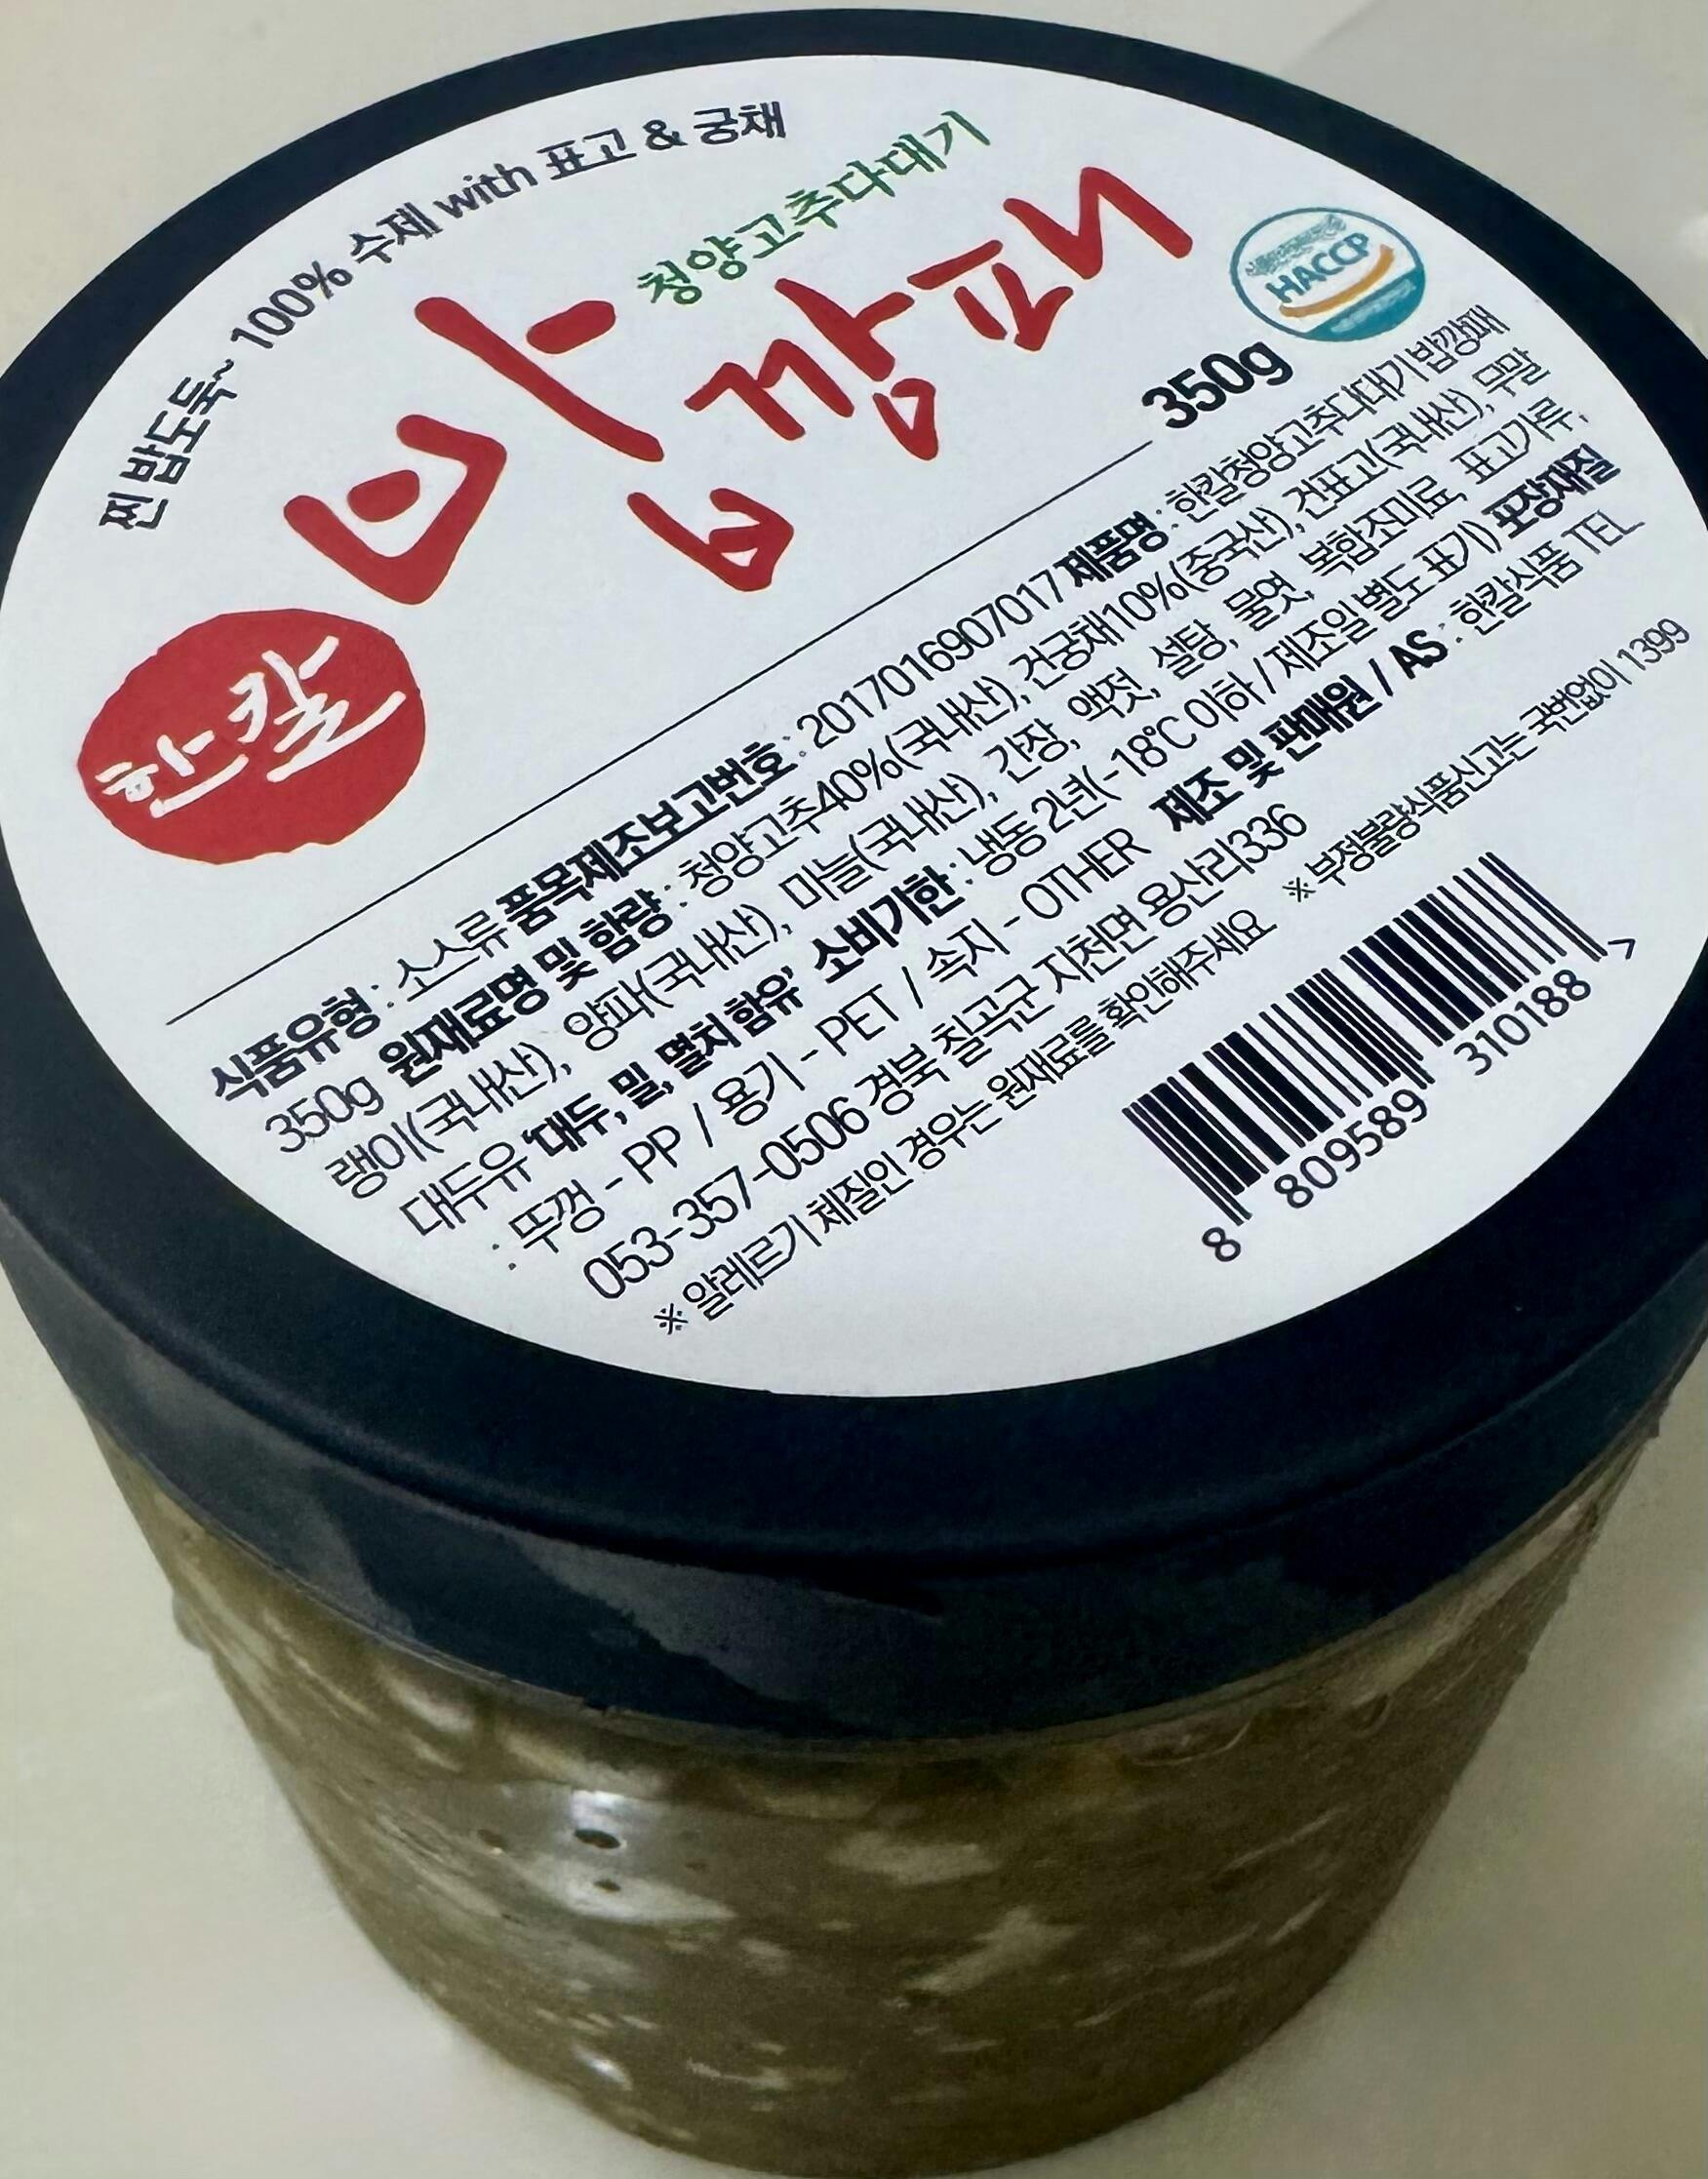 찐 밥도둑~ 100% 수제 with 표고 & 궁채
청양고추다대기
밥깡패
한칼
HACCP
350g
식품유형 : 소스류 품목제조보고번호 : 2017016907017 제품명 : 한칼청양고추다대기 밥깡패
350g 원재료명 및 함량 : 청양고추40%(국내산), 건궁채10%(중국산), 건표고(국내산), 무말
랭이(국내산), 양파(국내산), 마늘(국내산), 간장, 액젓, 설탕, 물엿, 복합조미료, 표고가루,
대두유 '대두, 밀, 멸치 함유' 소비기한 : 냉동 2년(-18℃ 이하 / 제조일 별도 표기) 포장재질
: 뚜껑 - PP / 용기 - PET / 속지 - OTHER 제조 및 판매원 / AS : 한칼식품 TEL
053-357-0506 경북 칠곡군 지천면 용산리336
※ 알레르기 체질인 경우는 원재료를 확인해주세요 ※ 부정불량식품신고는 국번없이 1399
8 809589 310188 >